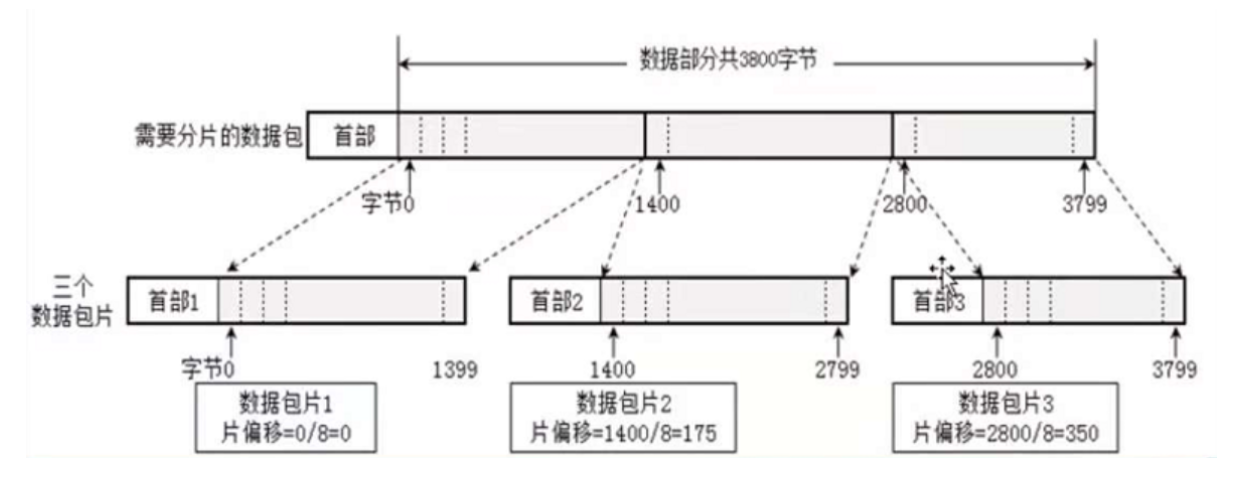 数据部分共3800字节
需要分片的数据包
首部
字节0
1400
2800
3799
三个
数据包片
首部1
首部2
首部3
字节0
1399
1400
2799
2800
3799
数据包片1
片偏移=0/8=0
数据包片2
片偏移=1400/8=175
数据包片3
片偏移=2800/8=350